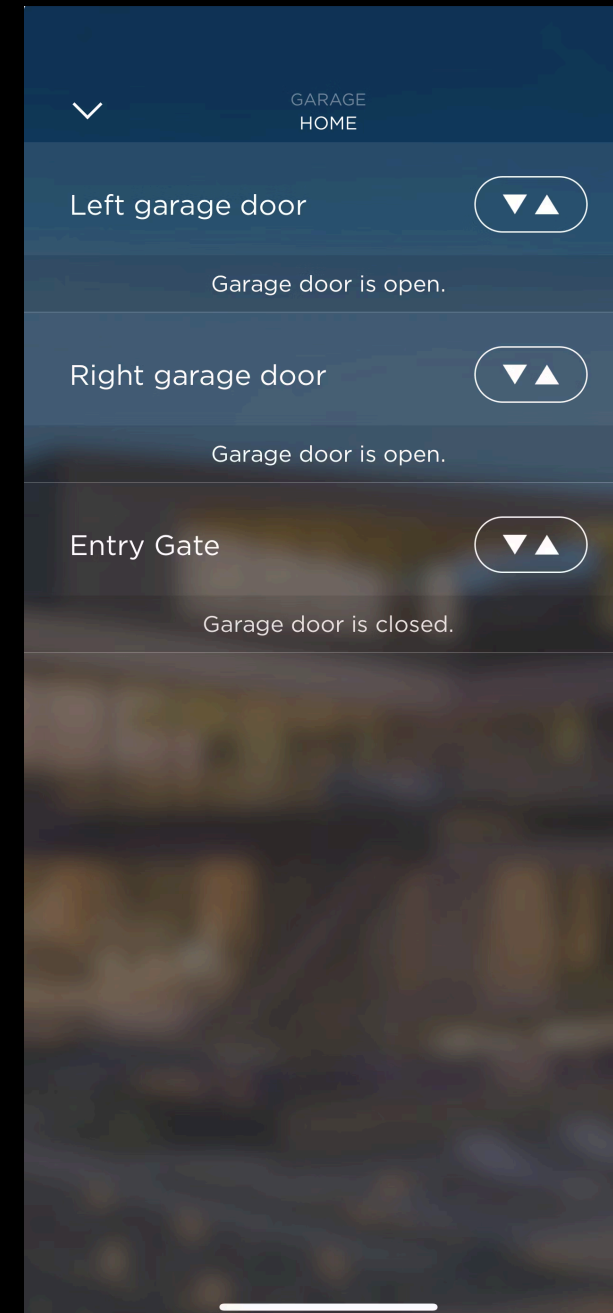 GARAGE
HOME
Left garage door
Garage door is open.
Right garage door
Garage door is open.
Entry Gate
Garage door is closed.